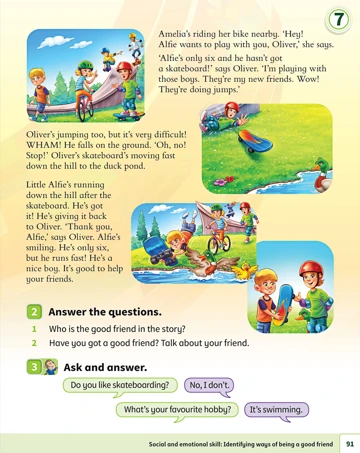 7
Amelia's riding her bike nearby. 'Hey!
Alfie wants to play with you, Oliver,' she says.
'Alfie's only six and he hasn't got
a skateboard!' says Oliver. 'I'm playing with
those boys. They're my new friends. Wow!
They're doing jumps.'
Oliver's jumping too, but it's very difficult!
WHAM! He falls on the ground. 'Oh, no!
Stop!' Oliver's skateboard's moving fast
down the hill to the duck pond.
Little Alfie's running
down the hill after the
skateboard. He's got
it! He's giving it back
to Oliver. 'Thank you,
Alfie,' says Oliver. Alfie's
smiling. He's only six,
but he runs fast! He's a
nice boy. It's good to help
your friends.
2 Answer the questions.
1 Who is the good friend in the story?
2 Have you got a good friend? Talk about your friend.
3 Ask and answer.
Do you like skateboarding? No, I don't.
What's your favourite hobby? It's swimming.
Social and emotional skill: Identifying ways of being a good friend 91